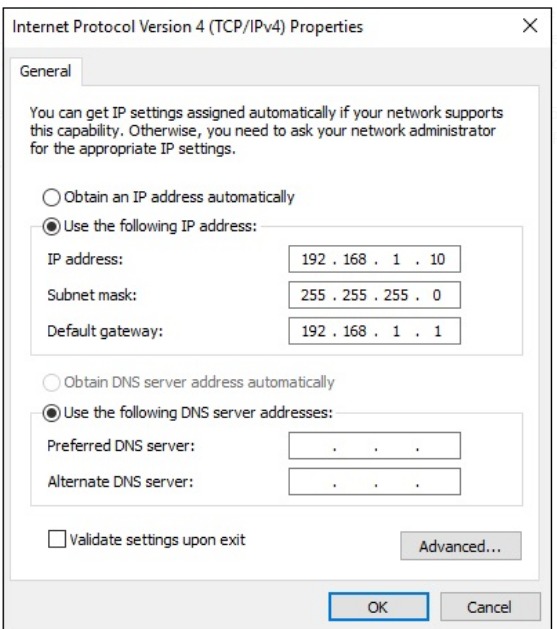 Internet Protocol Version 4 (TCP/IPv4) Properties
General
You can get IP settings assigned automatically if your network supports
this capability. Otherwise, you need to ask your network administrator
for the appropriate IP settings.
Obtain an IP address automatically
Use the following IP address:
IP address: 192 . 168 . 1 . 10
Subnet mask: 255 . 255 . 255 . 0
Default gateway: 192 . 168 . 1 . 1
Obtain DNS server address automatically
Use the following DNS server addresses:
Preferred DNS server: . . .
Alternate DNS server: . . .
Validate settings upon exit
Advanced...
OK Cancel